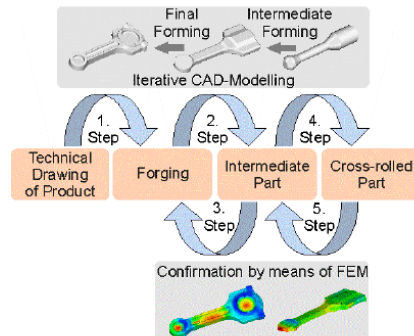 Final
Forming
Intermediate
Forming
Iterative CAD-Modelling
1.
Step
2.
Step
4.
Step
Technical
Drawing
of Product
Forging
Intermediate
Part
Cross-rolled
Part
3.
Step
5.
Step
Confirmation by means of FEM